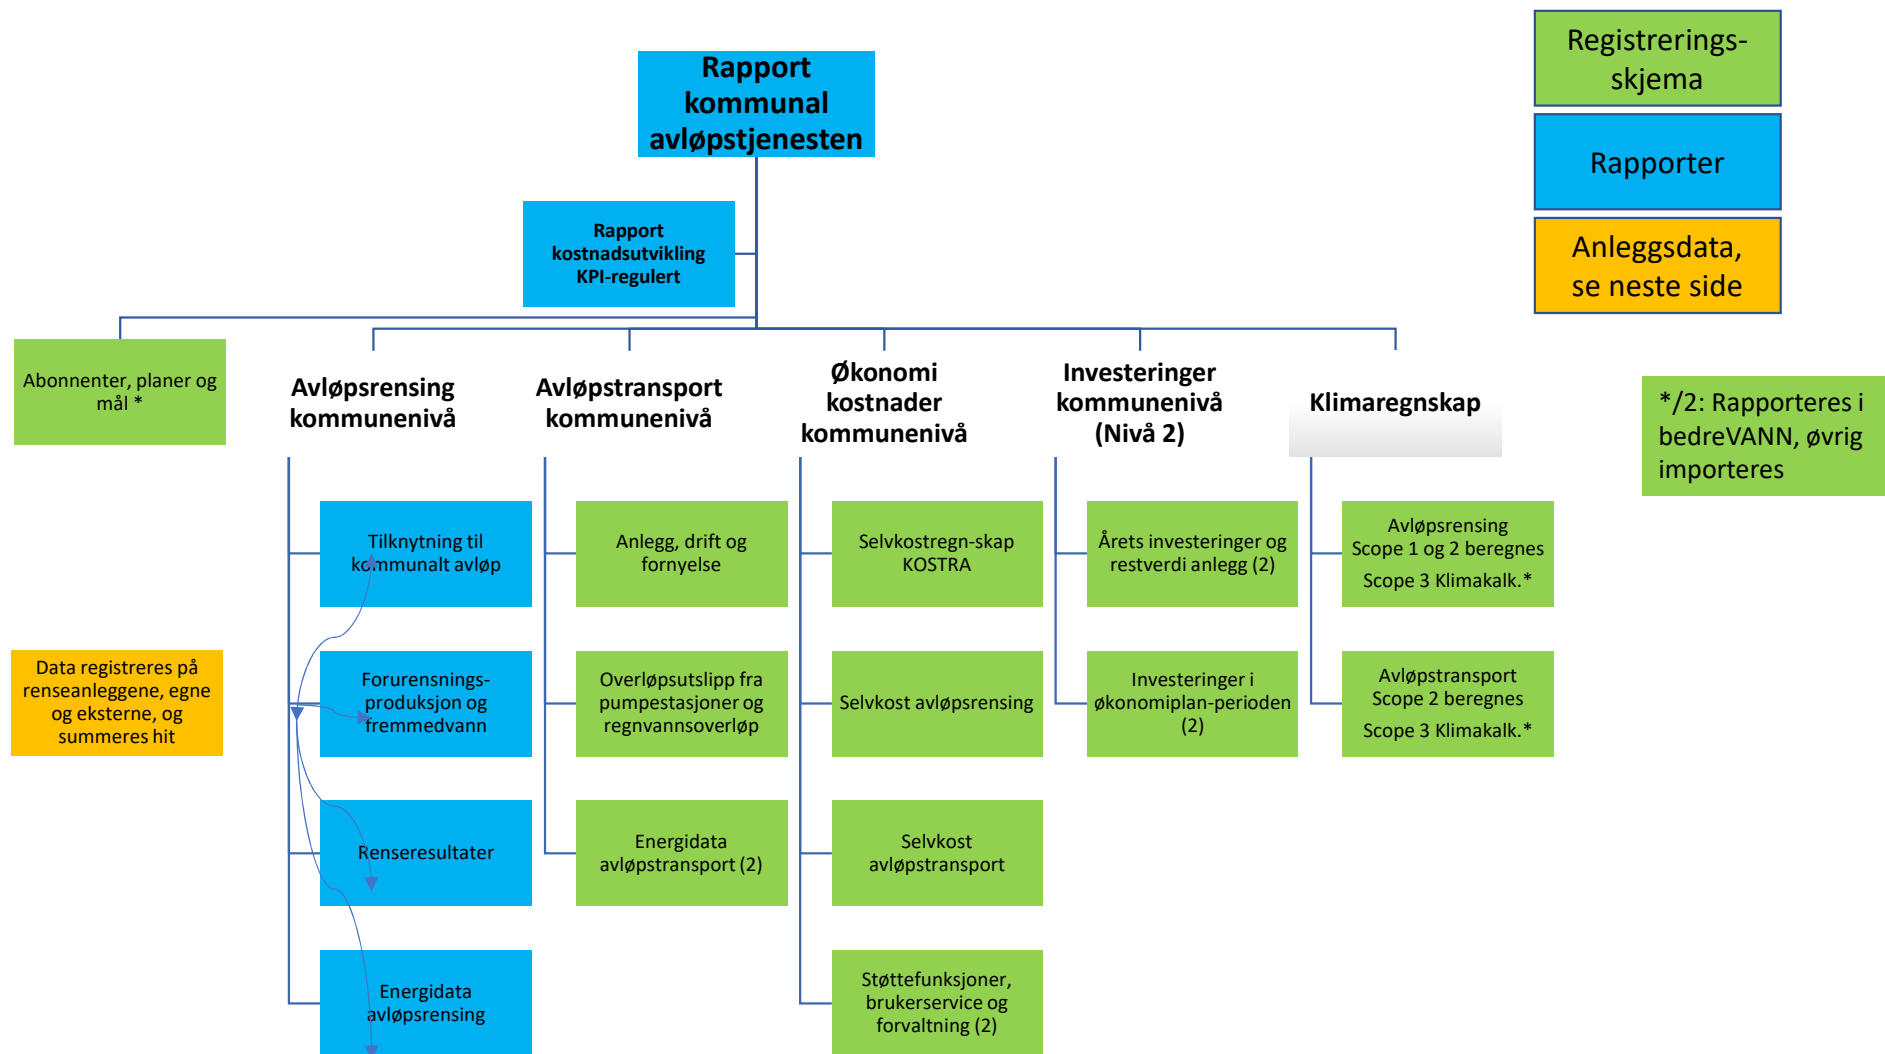 Rapport
kommunal
avløpstjenesten
Registrerings-
skjema
Rapporter
Anleggsdata,
se neste side
Rapport
kostnadsutvikling
KPI-regulert
Abonnenter, planer og
mål *
Avløpsrensing
kommunenivå
Avløpstransport
kommunenivå
Økonomi
kostnader
kommunenivå
Investeringer
kommunenivå
(Nivå 2)
Klimaregnskap
*/2: Rapporteres i
bedreVANN, øvrig
importeres
Tilknytning til
kommunalt avløp
Anlegg, drift og
fornyelse
Selvkostregn-skap
KOSTRA
Årets investeringer og
restverdi anlegg (2)
Avløpsrensing
Scope 1 og 2 beregnes
Scope 3 Klimakalk.*
Data registreres på
renseanleggene, egne
og eksterne, og
summeres hit
Forurensnings-
produksjon og
fremmedvann
Overløpsutslipp fra
pumpestasjoner og
regnvannsoverløp
Selvkost avløpsrensing
Investeringer i
økonomiplan-perioden
(2)
Avløpstransport
Scope 2 beregnes
Scope 3 Klimakalk.*
Renseresultater
Energidata
avløpstransport (2)
Selvkost
avløpstransport
Energidata
avløpsrensing
Støttefunksjoner,
brukerservice og
forvaltning (2)